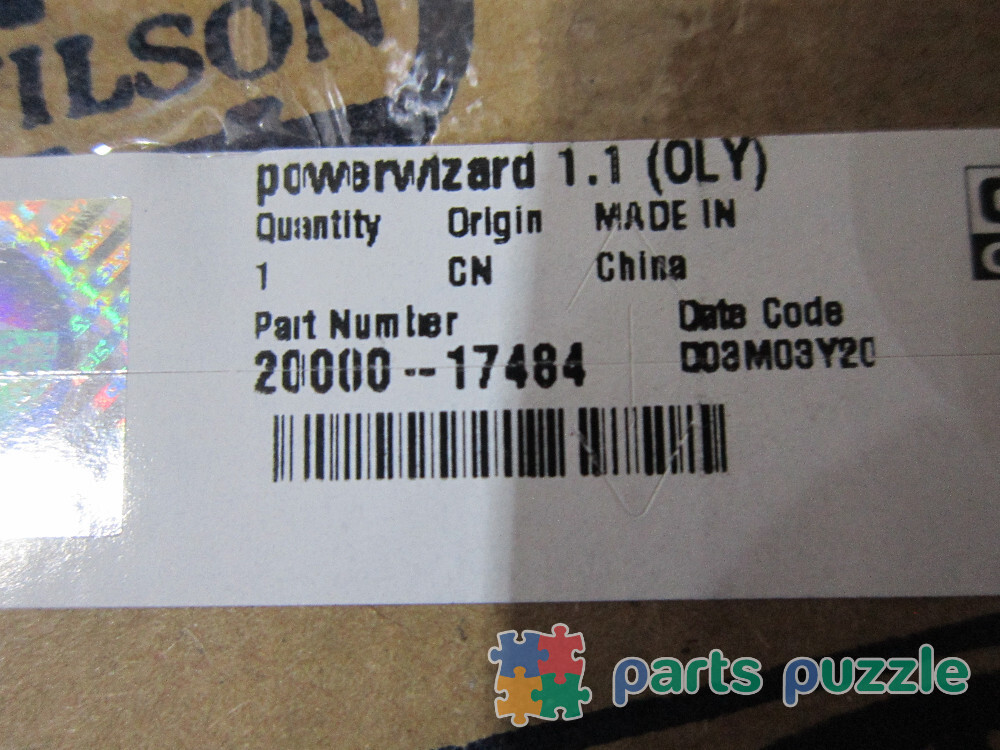 ILSON
powerwizard 1.1 (OLY)
Quantity Origin MADE IN
1 CN China
Part Number Date Code
20000--17484 D03M03Y20
parts puzzle